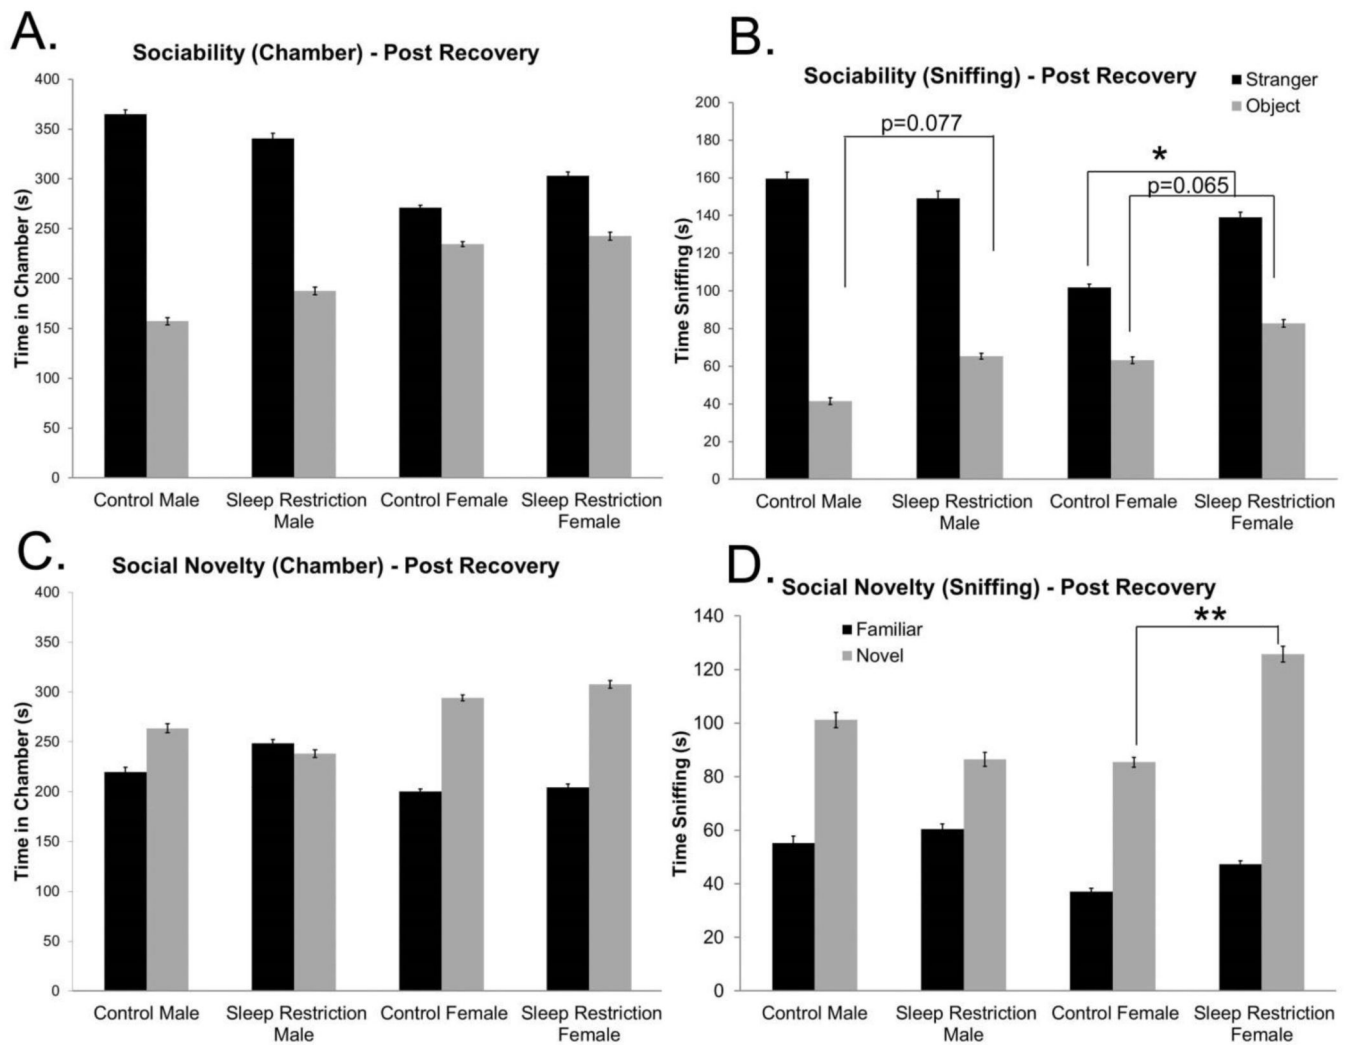 A.
Sociability (Chamber) - Post Recovery
400
350
300
250
200
150
100
50
0
Time in Chamber (s)
Control Male
Sleep Restriction
Male
Control Female
Sleep Restriction
Female
B.
Sociability (Sniffing) - Post Recovery
Stranger
Object
200
180
160
140
120
100
80
60
40
20
0
Time Sniffing (s)
p=0.077
*
p=0.065
Control Male
Sleep Restriction
Male
Control Female
Sleep Restriction
Female
C.
Social Novelty (Chamber) - Post Recovery
400
350
300
250
200
150
100
50
0
Time in Chamber (s)
Control Male
Sleep Restriction
Male
Control Female
Sleep Restriction
Female
D.
Social Novelty (Sniffing) - Post Recovery
Familiar
Novel
140
120
100
80
60
40
20
0
Time Sniffing (s)
**
Control Male
Sleep Restriction
Male
Control Female
Sleep Restriction
Female